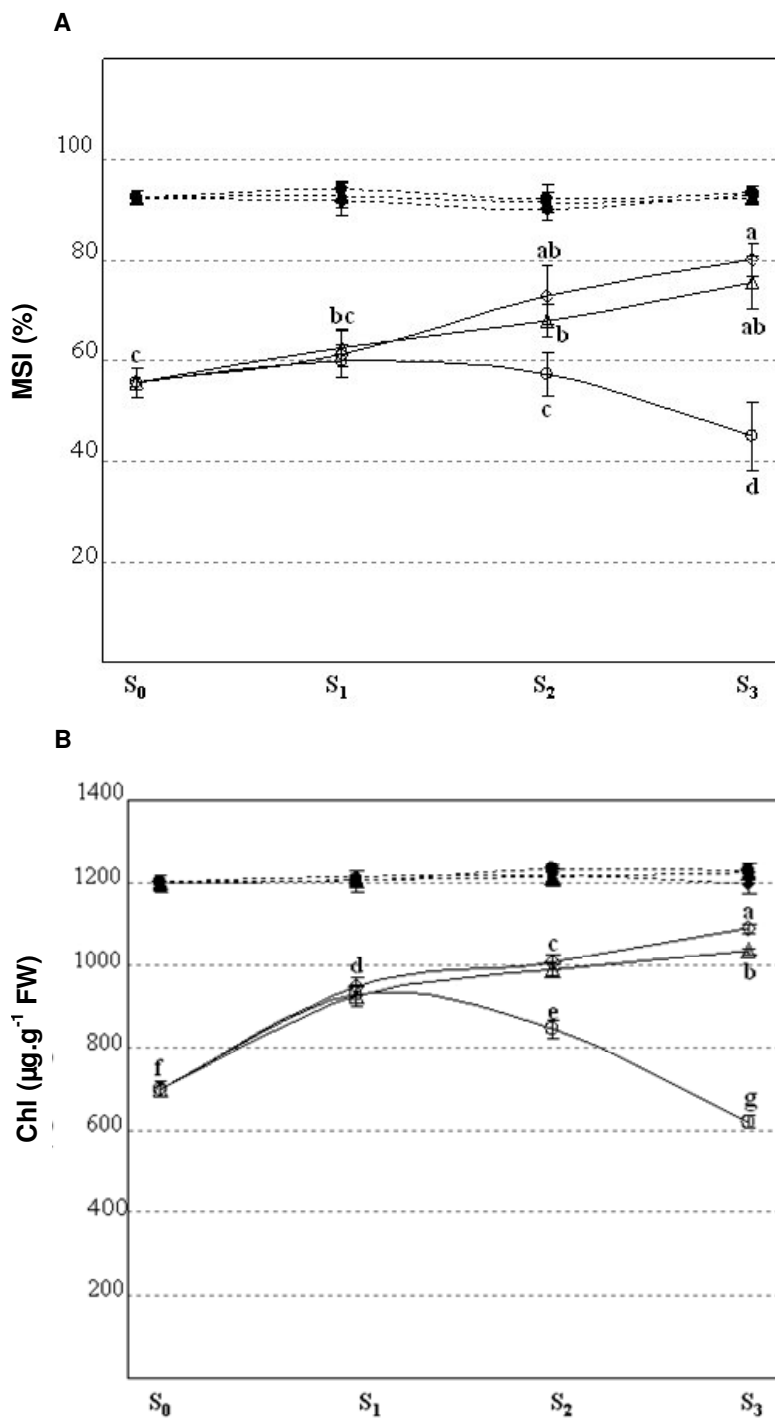 A
100
80
60
40
20
MSI (%)
a
ab
bc
c
b
ab
c
d
S₀ S₁ S₂ S₃
B
1400
1200
1000
800
600
400
200
Chl (µg.g⁻¹ FW)
a
c
d
b
e
f
g
S₀ S₁ S₂ S₃